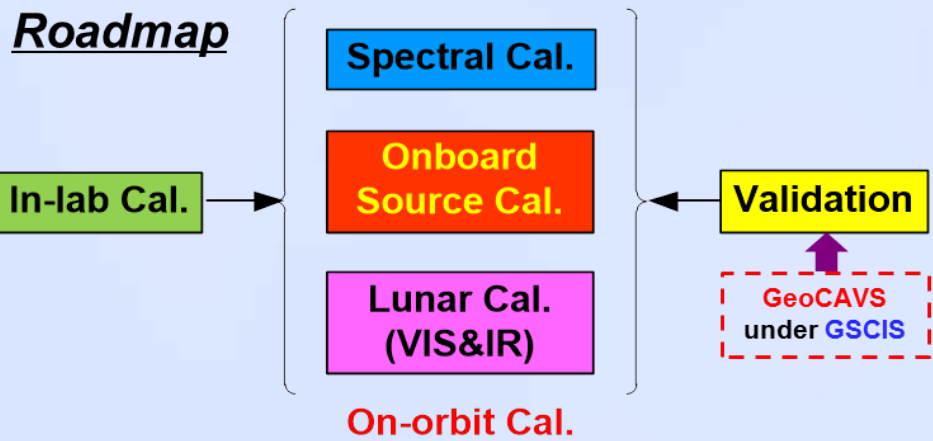 Roadmap
In-lab Cal.
Spectral Cal.
Onboard
Source Cal.
Lunar Cal.
(VIS&IR)
On-orbit Cal.
Validation
GeoCAVS
under GSCIS